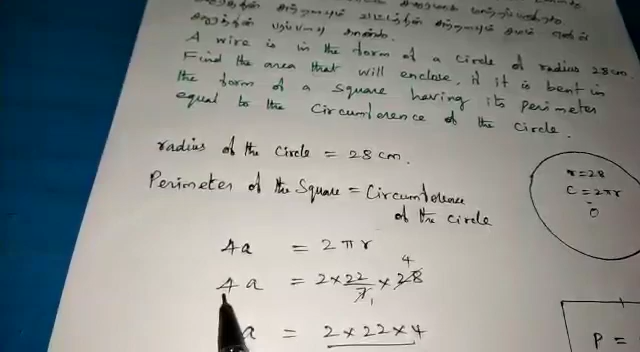 A wire is in the form of a circle of radius 28cm.
Find the area that will enclose, if it is bent in
the form of a square having its perimeter
equal to the circumference of the circle.
radius of the circle = 28 cm.
Perimeter of the square = Circumference
of the circle
4a = 2πr
4a = 2 × 22/7 × 28
4
1
a = 2 × 22 × 4
r = 28
C = 2πr
P =